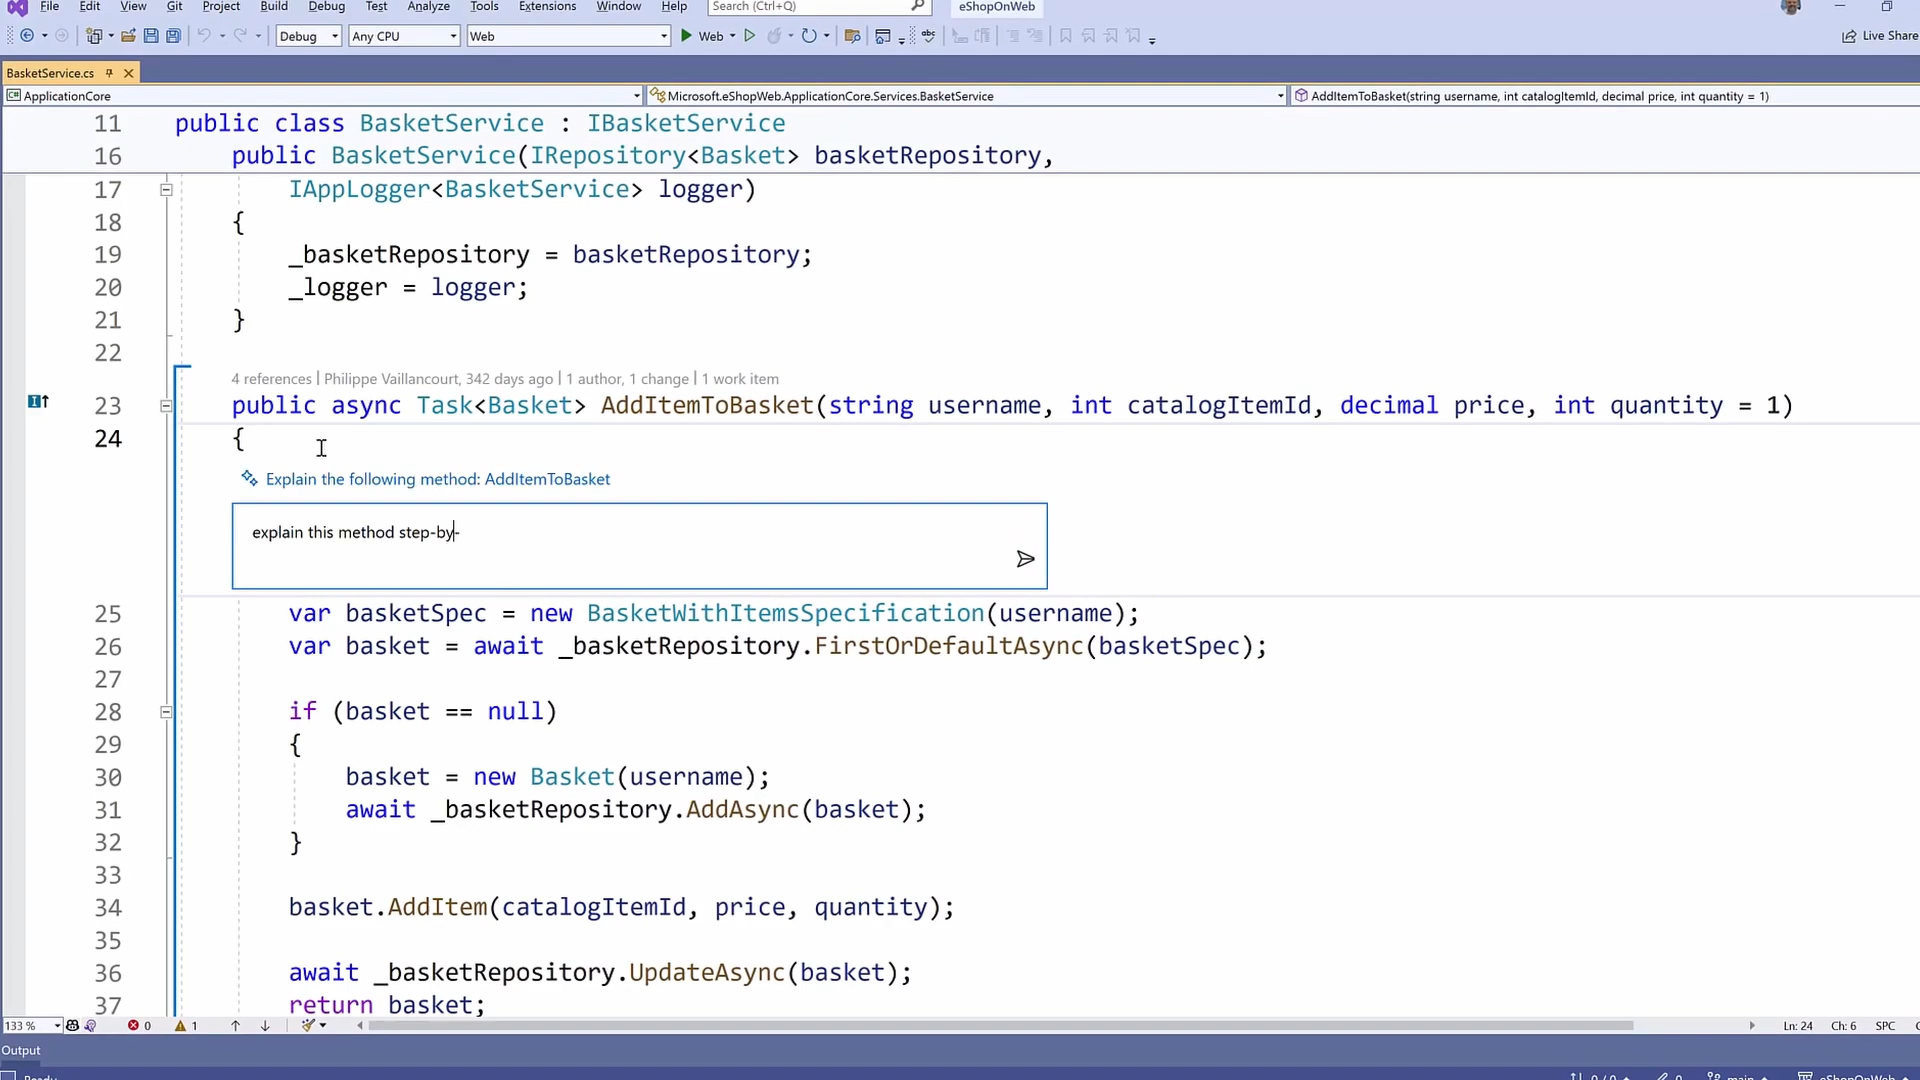 File Edit View Git Project Build Debug Test Analyze Tools Extensions Window Help Search (Ctrl+Q) eShopOnWeb
Debug Any CPU Web Web Live Share
BasketService.cs
ApplicationCore Microsoft.eShopWeb.ApplicationCore.Services.BasketService AddItemToBasket(string username, int catalogItemId, decimal price, int quantity = 1)
11 public class BasketService : IBasketService
16 public BasketService(IRepository<Basket> basketRepository,
17 IAppLogger<BasketService> logger)
18 {
19 _basketRepository = basketRepository;
20 _logger = logger;
21 }
22
4 references | Philippe Vaillancourt, 342 days ago | 1 author, 1 change | 1 work item
23 public async Task<Basket> AddItemToBasket(string username, int catalogItemId, decimal price, int quantity = 1)
24 {
Explain the following method: AddItemToBasket
explain this method step-by-
25 var basketSpec = new BasketWithItemsSpecification(username);
26 var basket = await _basketRepository.FirstOrDefaultAsync(basketSpec);
27
28 if (basket == null)
29 {
30 basket = new Basket(username);
31 await _basketRepository.AddAsync(basket);
32 }
33
34 basket.AddItem(catalogItemId, price, quantity);
35
36 await _basketRepository.UpdateAsync(basket);
37 return basket;
133 % 0 1 Ln: 24 Ch: 6 SPC
Output
Ready 0 / 0 0 main eShopOnWeb